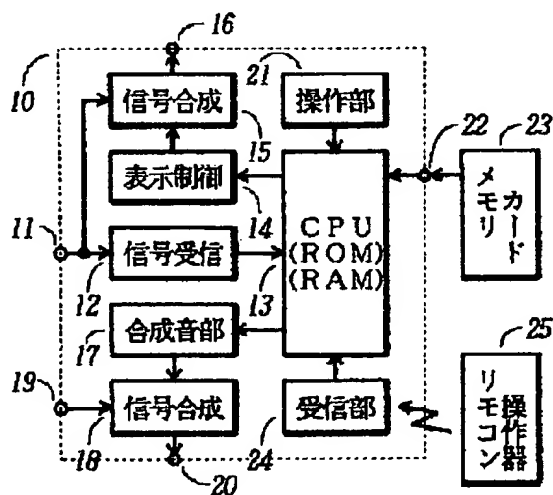 16
10
信号合成
21
操作部
15
22
23
表示制御
14
メモリ
カード
11
信号受信
12
13
CPU
(ROM)
(RAM)
合成音部
17
25
19
信号合成
18
20
受信部
24
リモコン
操作器